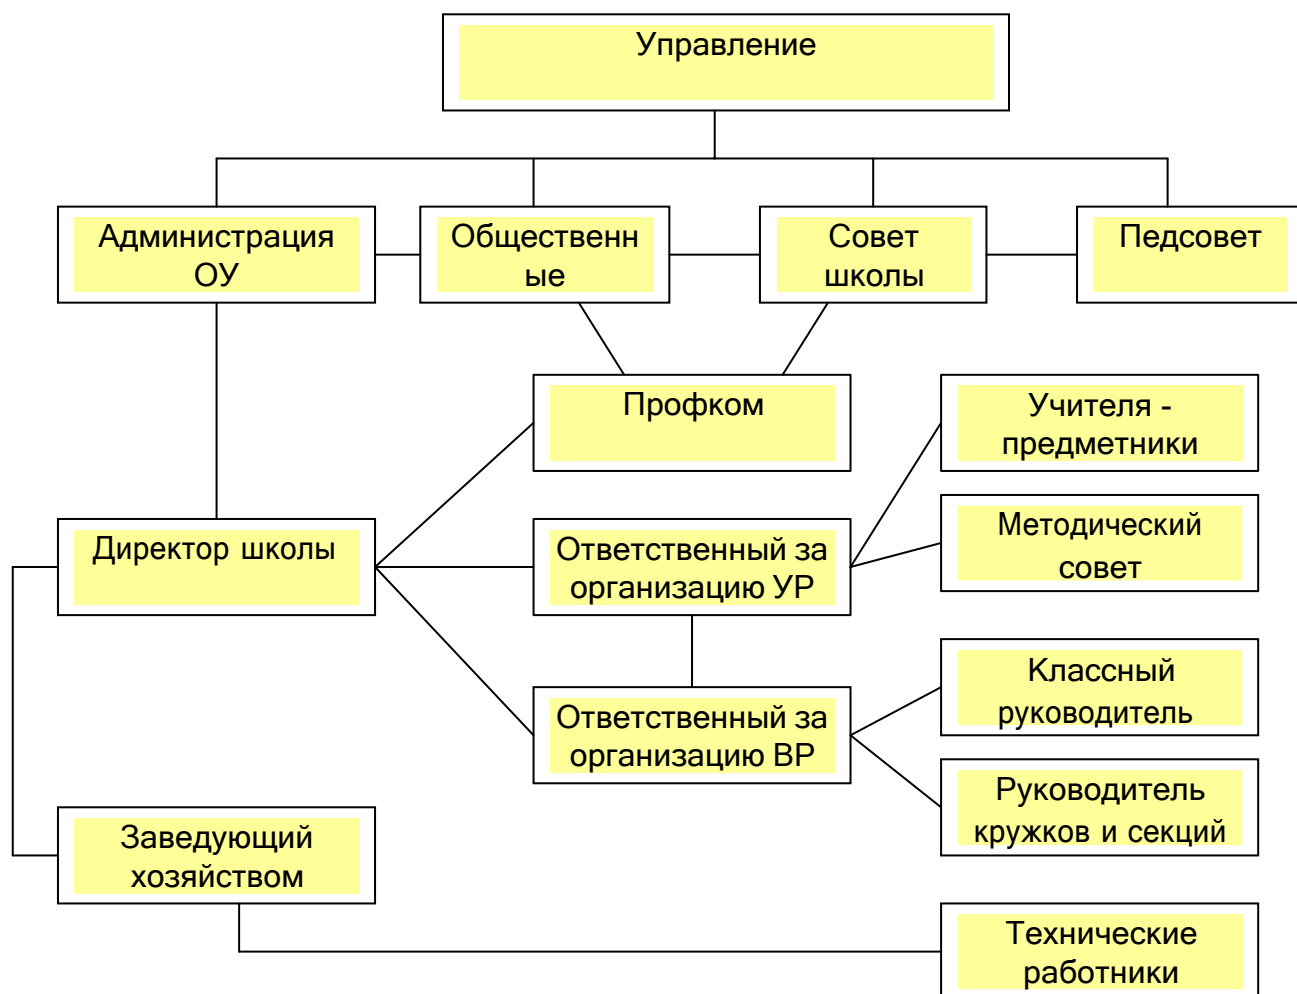 Управление
Администрация
ОУ
Общественн
ые
Совет
школы
Педсовет
Профком
Учителя -
предметники
Директор школы
Ответственный за
организацию УР
Методический
совет
Ответственный за
организацию ВР
Классный
руководитель
Заведующий
хозяйством
Руководитель
кружков и секций
Технические
работники